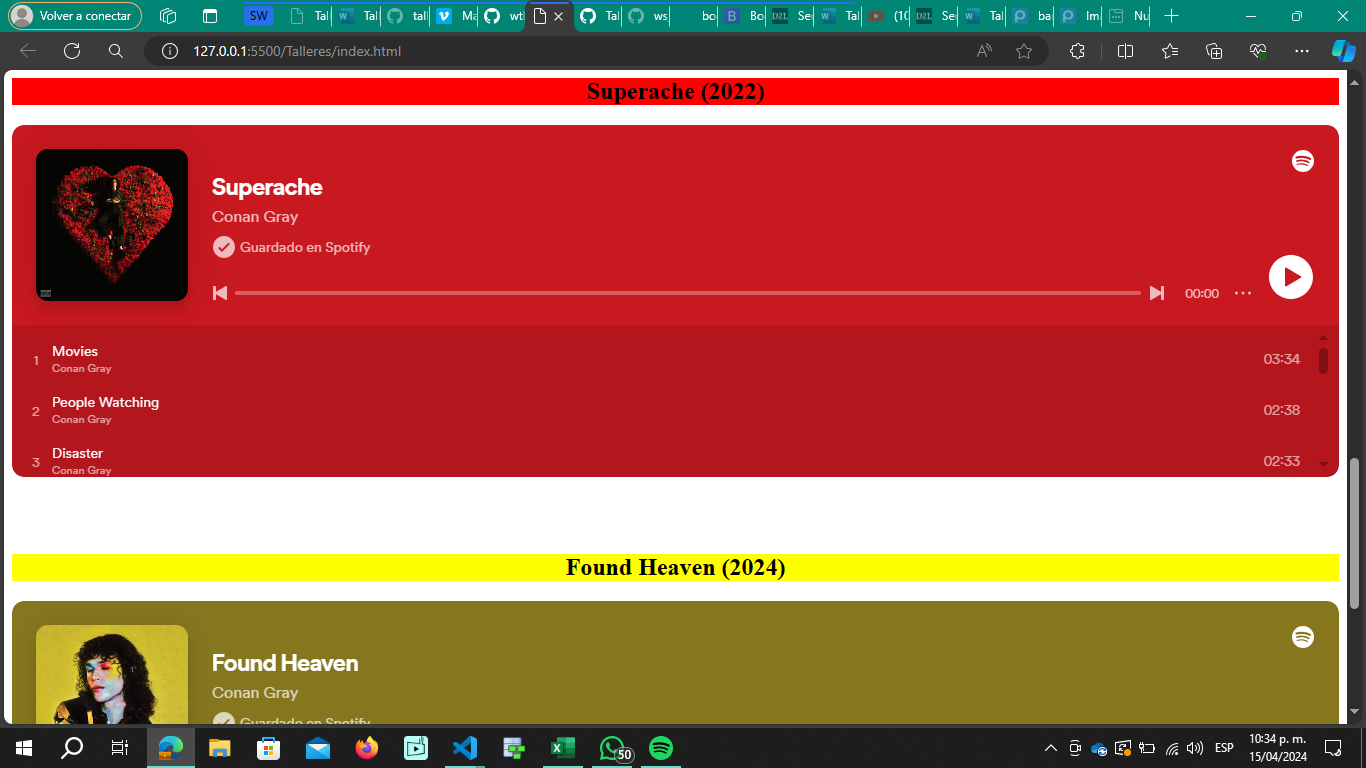 Volver a conectar
SW
Tal
Tal
tall
Ma
wt
Tal
ws
bo
Bo
Se
Tal
(10
Se
Tal
ba
Im
Nu
127.0.0.1:5500/Talleres/index.html
Superache (2022)
Superache
Conan Gray
Guardado en Spotify
00:00
1
Movies
03:34
Conan Gray
2
People Watching
02:38
Conan Gray
3
Disaster
02:33
Conan Gray
Found Heaven (2024)
Found Heaven
Conan Gray
Guardado en Spotify
50
ESP
10:34 p. m.
15/04/2024